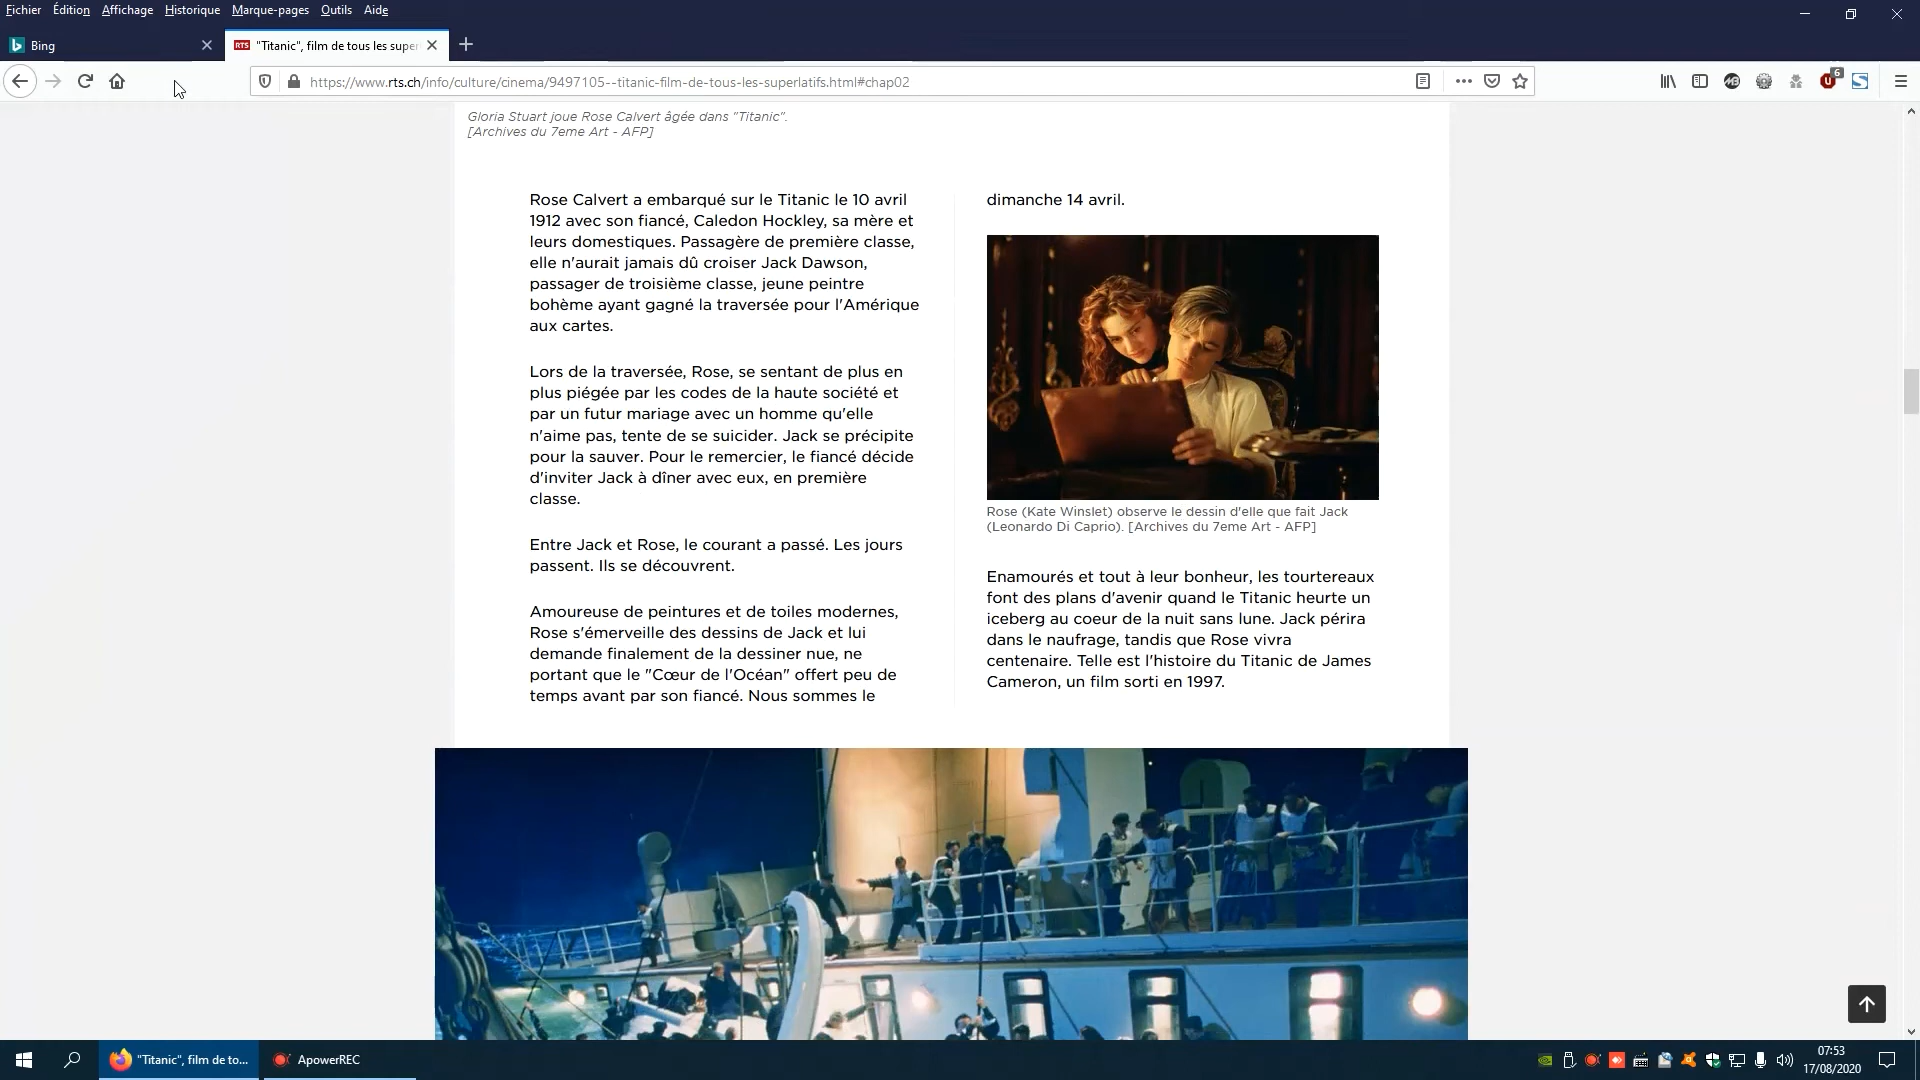 Fichier Édition Affichage Historique Marque-pages Outils Aide
Bing
"Titanic", film de tous les super
https://www.rts.ch/info/culture/cinema/9497105--titanic-film-de-tous-les-superlatifs.html#chap02
6
Gloria Stuart joue Rose Calvert âgée dans "Titanic".
[Archives du 7eme Art - AFP]
Rose Calvert a embarqué sur le Titanic le 10 avril
1912 avec son fiancé, Caledon Hockley, sa mère et
leurs domestiques. Passagère de première classe,
elle n'aurait jamais dû croiser Jack Dawson,
passager de troisième classe, jeune peintre
bohème ayant gagné la traversée pour l'Amérique
aux cartes.
Lors de la traversée, Rose, se sentant de plus en
plus piégée par les codes de la haute société et
par un futur mariage avec un homme qu'elle
n'aime pas, tente de se suicider. Jack se précipite
pour la sauver. Pour le remercier, le fiancé décide
d'inviter Jack à dîner avec eux, en première
classe.
Entre Jack et Rose, le courant a passé. Les jours
passent. Ils se découvrent.
Amoureuse de peintures et de toiles modernes,
Rose s'émerveille des dessins de Jack et lui
demande finalement de la dessiner nue, ne
portant que le "Cœur de l'Océan" offert peu de
temps avant par son fiancé. Nous sommes le
dimanche 14 avril.
Rose (Kate Winslet) observe le dessin d'elle que fait Jack
(Leonardo Di Caprio). [Archives du 7eme Art - AFP]
Enamourés et tout à leur bonheur, les tourtereaux
font des plans d'avenir quand le Titanic heurte un
iceberg au coeur de la nuit sans lune. Jack périra
dans le naufrage, tandis que Rose vivra
centenaire. Telle est l'histoire du Titanic de James
Cameron, un film sorti en 1997.
"Titanic", film de to...
ApowerREC
07:53
17/08/2020